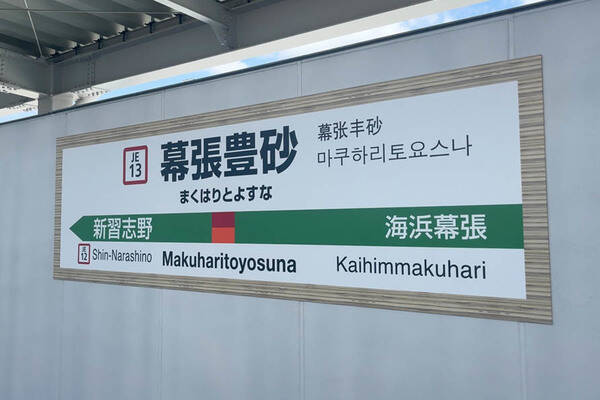 JE
13
幕張豊砂
まくはりとよすな
幕张丰砂
마쿠하리토요스나
新習志野
海浜幕張
JE
12
Shin-Narashino
Makuharitoyosuna
Kaihimmakuhari